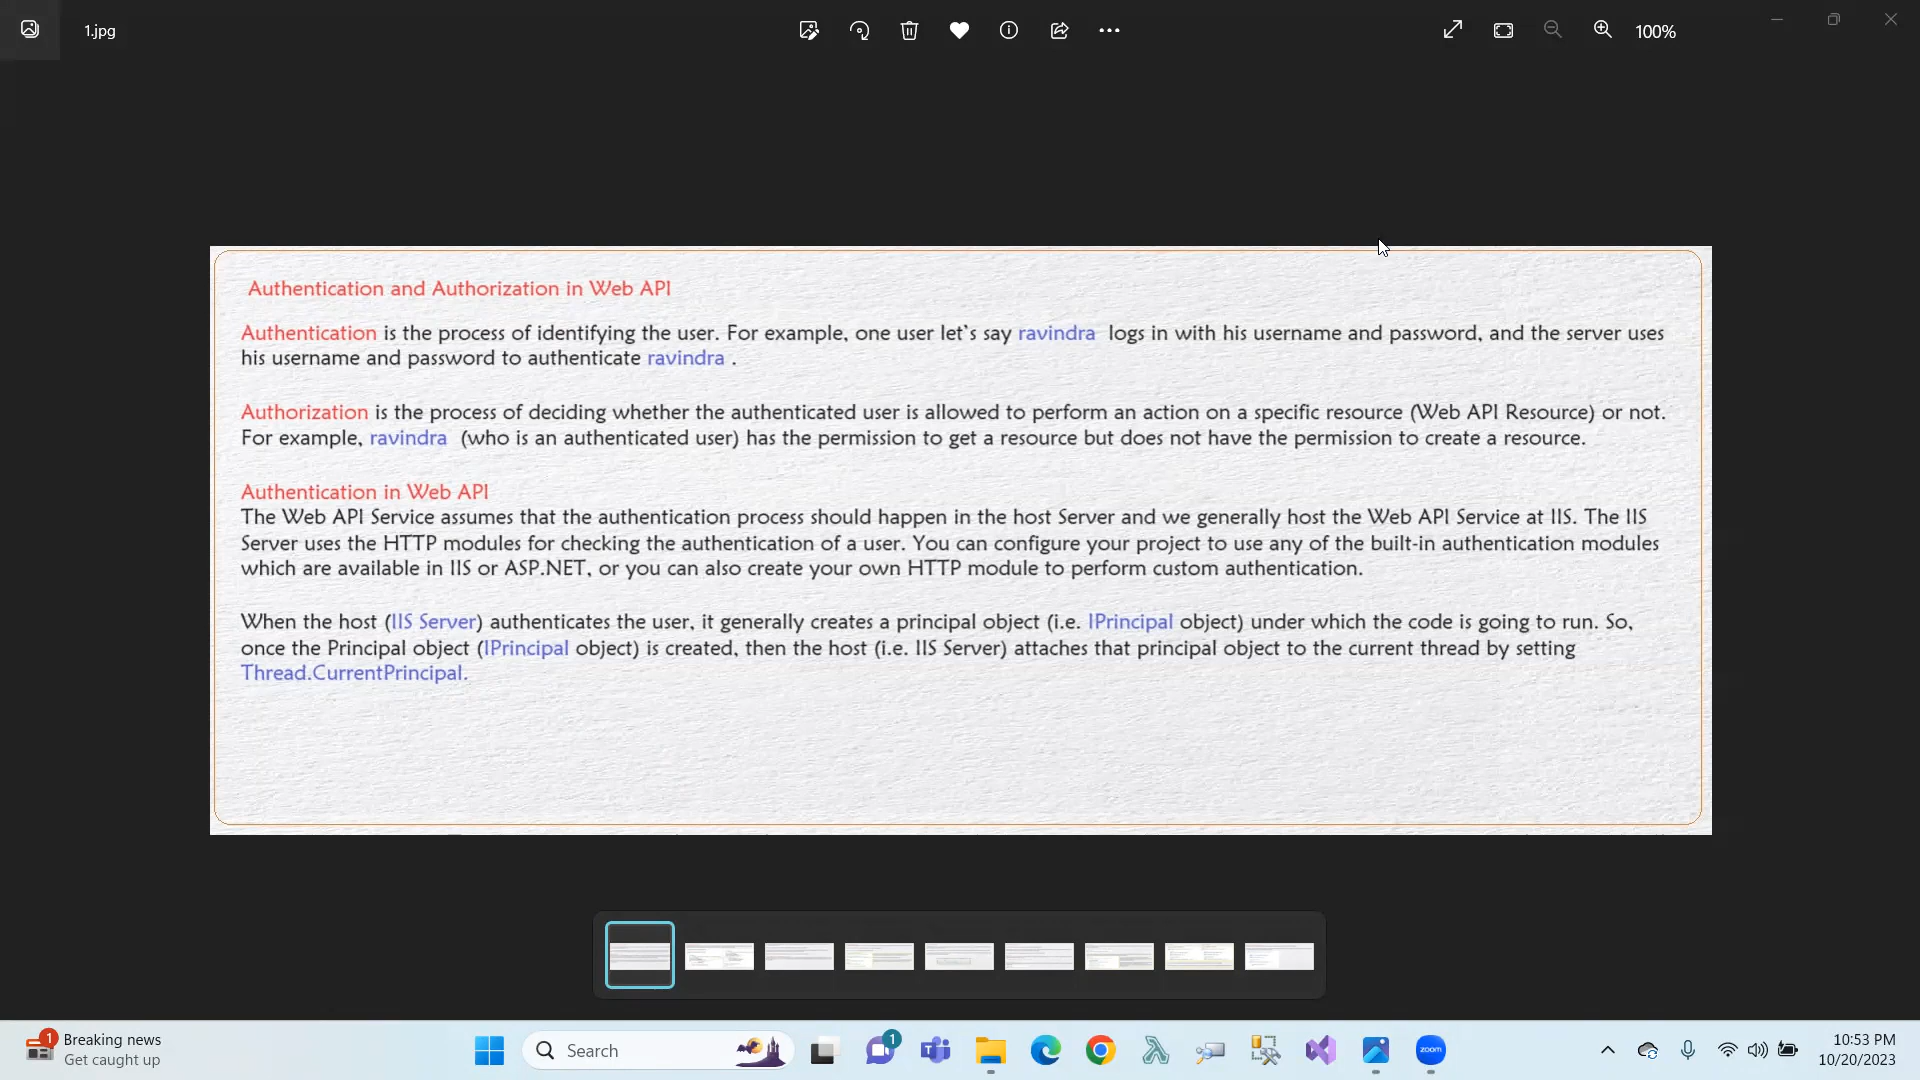 1.jpg
100%
Authentication and Authorization in Web API
Authentication is the process of identifying the user. For example, one user let's say ravindra logs in with his username and password, and the server uses
his username and password to authenticate ravindra .
Authorization is the process of deciding whether the authenticated user is allowed to perform an action on a specific resource (Web API Resource) or not.
For example, ravindra (who is an authenticated user) has the permission to get a resource but does not have the permission to create a resource.
Authentication in Web API
The Web API Service assumes that the authentication process should happen in the host Server and we generally host the Web API Service at IIS. The IIS
Server uses the HTTP modules for checking the authentication of a user. You can configure your project to use any of the built-in authentication modules
which are available in IIS or ASP.NET, or you can also create your own HTTP module to perform custom authentication.
When the host (IIS Server) authenticates the user, it generally creates a principal object (i.e. IPrincipal object) under which the code is going to run. So,
once the Principal object (IPrincipal object) is created, then the host (i.e. IIS Server) attaches that principal object to the current thread by setting
Thread.CurrentPrincipal.
1
Breaking news
Get caught up
Search
1
zoom
10:53 PM
10/20/2023